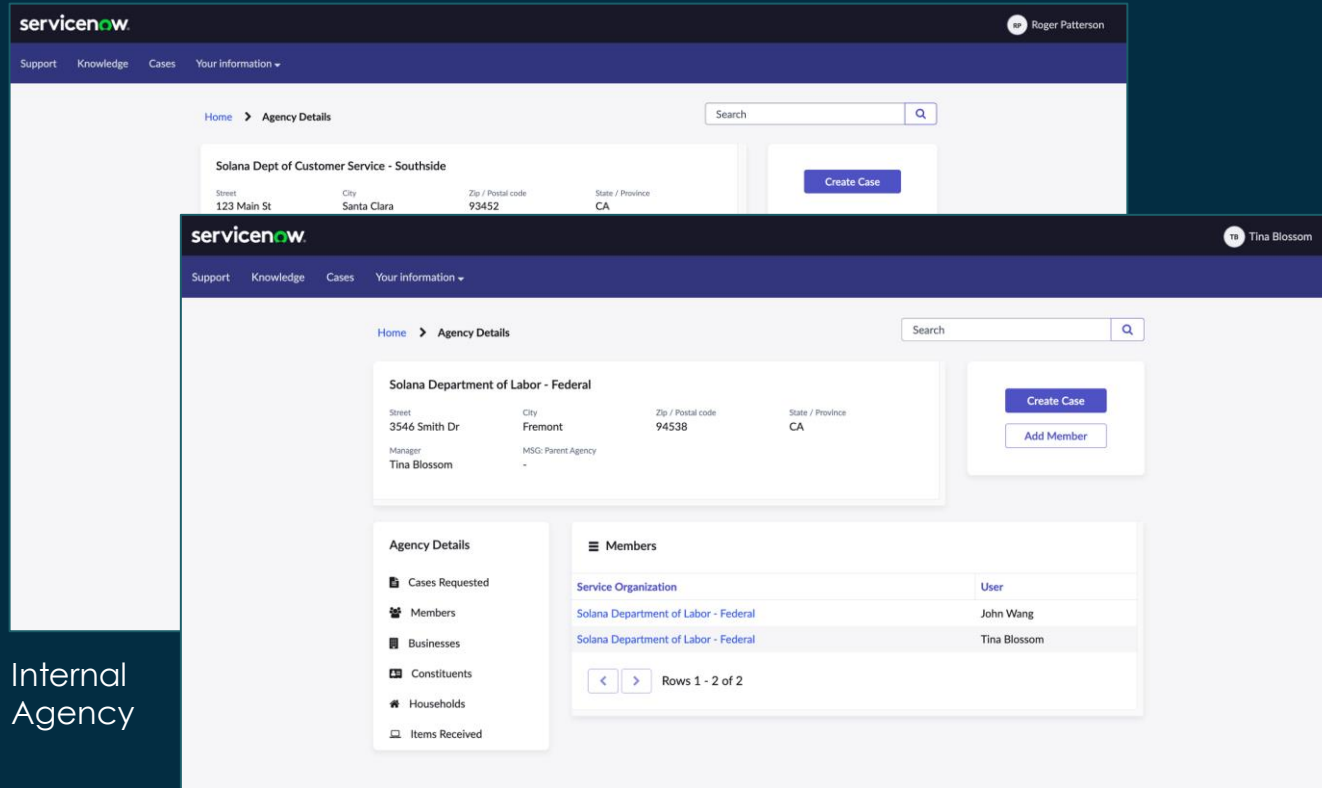 servicenow.
RP Roger Patterson
Support Knowledge Cases Your information
Home > Agency Details
Search
Solana Dept of Customer Service - Southside
Create Case
Street City Zip / Postal code State / Province
123 Main St Santa Clara 93452 CA
servicenow.
TB Tina Blossom
Support Knowledge Cases Your information
Home > Agency Details
Search
Solana Department of Labor - Federal
Create Case
Street City Zip / Postal code State / Province
3546 Smith Dr Fremont 94538 CA
Add Member
Manager MSG: Parent Agency
Tina Blossom -
Agency Details
Cases Requested
Members
Businesses
Constituents
Households
Items Received
Members
Service Organization User
Solana Department of Labor - Federal John Wang
Solana Department of Labor - Federal Tina Blossom
< > Rows 1 - 2 of 2
Internal
Agency